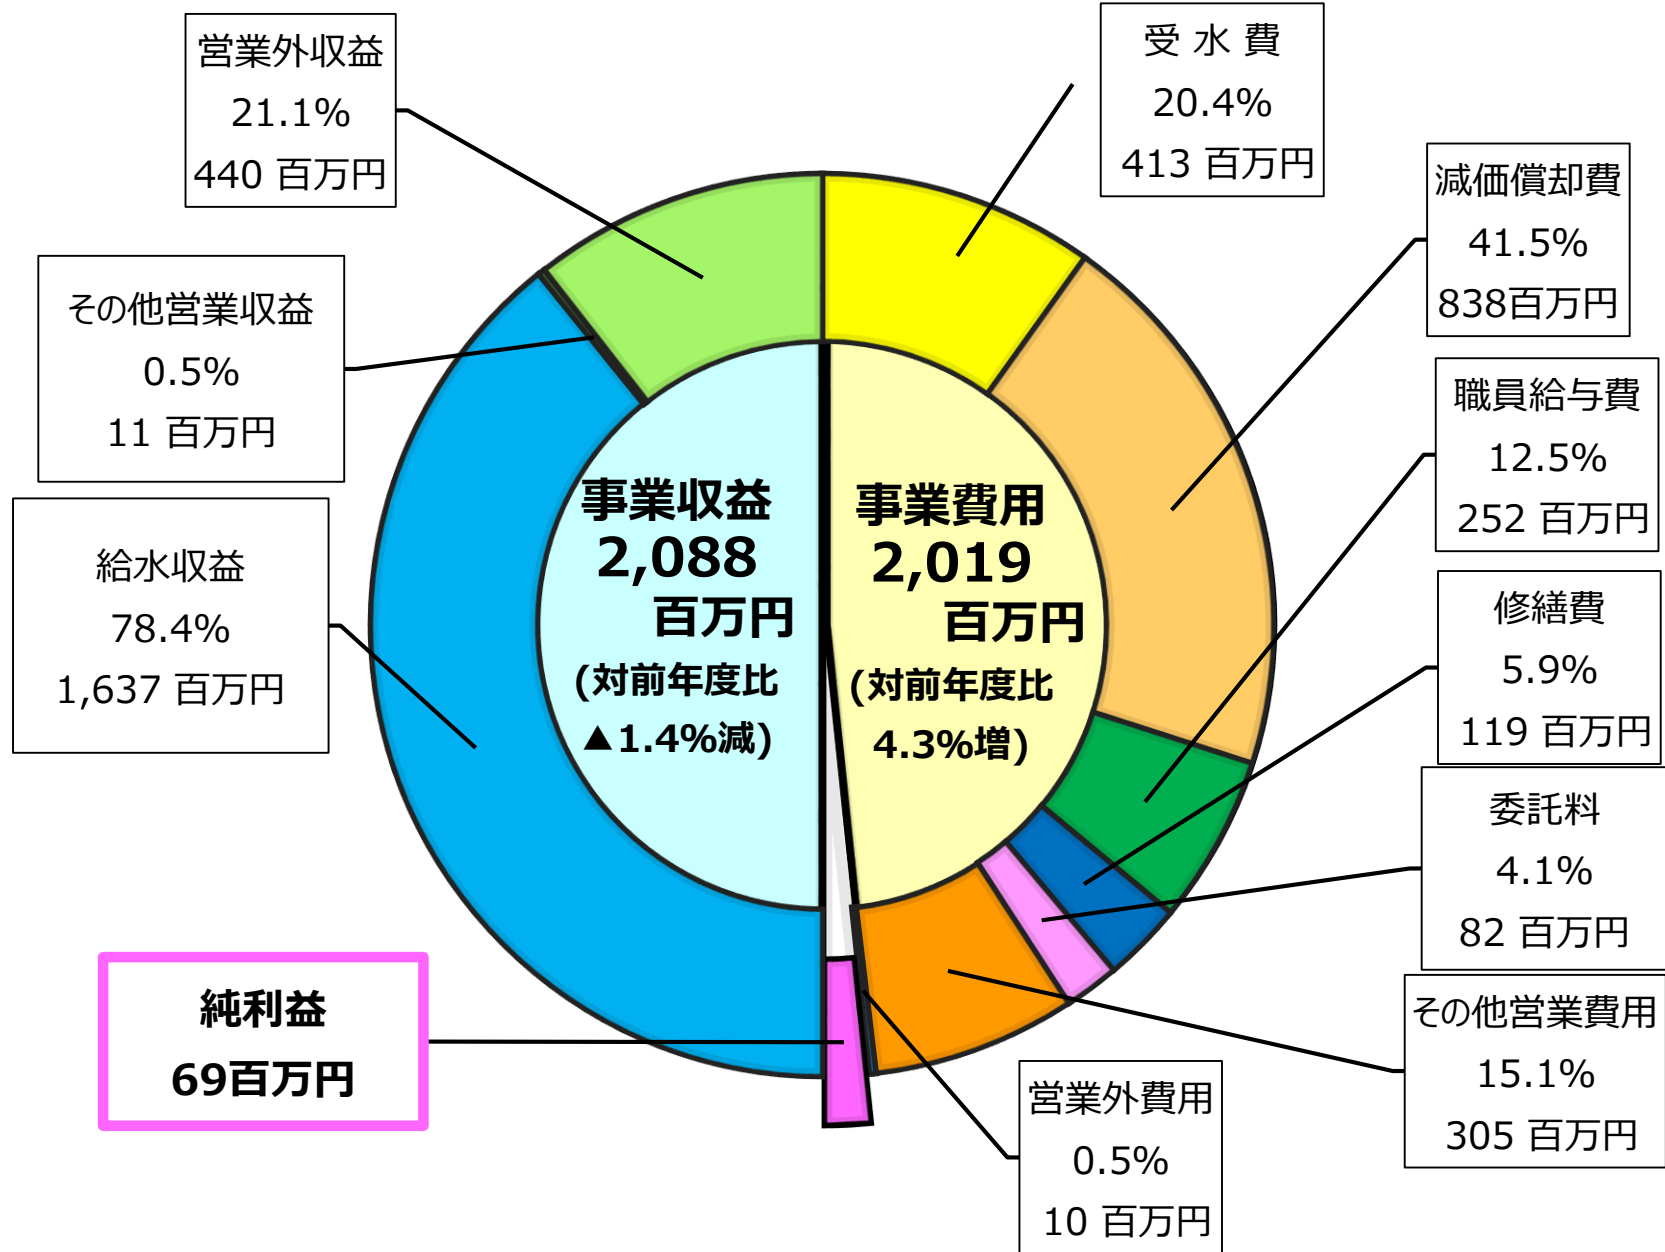 営業外収益
21.1%
440 百万円
その他営業収益
0.5%
11 百万円
給水収益
78.4%
1,637 百万円
純利益
69百万円
事業収益
2,088
百万円
(対前年度比
▲1.4%減)
事業費用
2,019
百万円
(対前年度比
4.3%増)
受 水 費
20.4%
413 百万円
減価償却費
41.5%
838百万円
職員給与費
12.5%
252 百万円
修繕費
5.9%
119 百万円
委託料
4.1%
82 百万円
その他営業費用
15.1%
305 百万円
営業外費用
0.5%
10 百万円